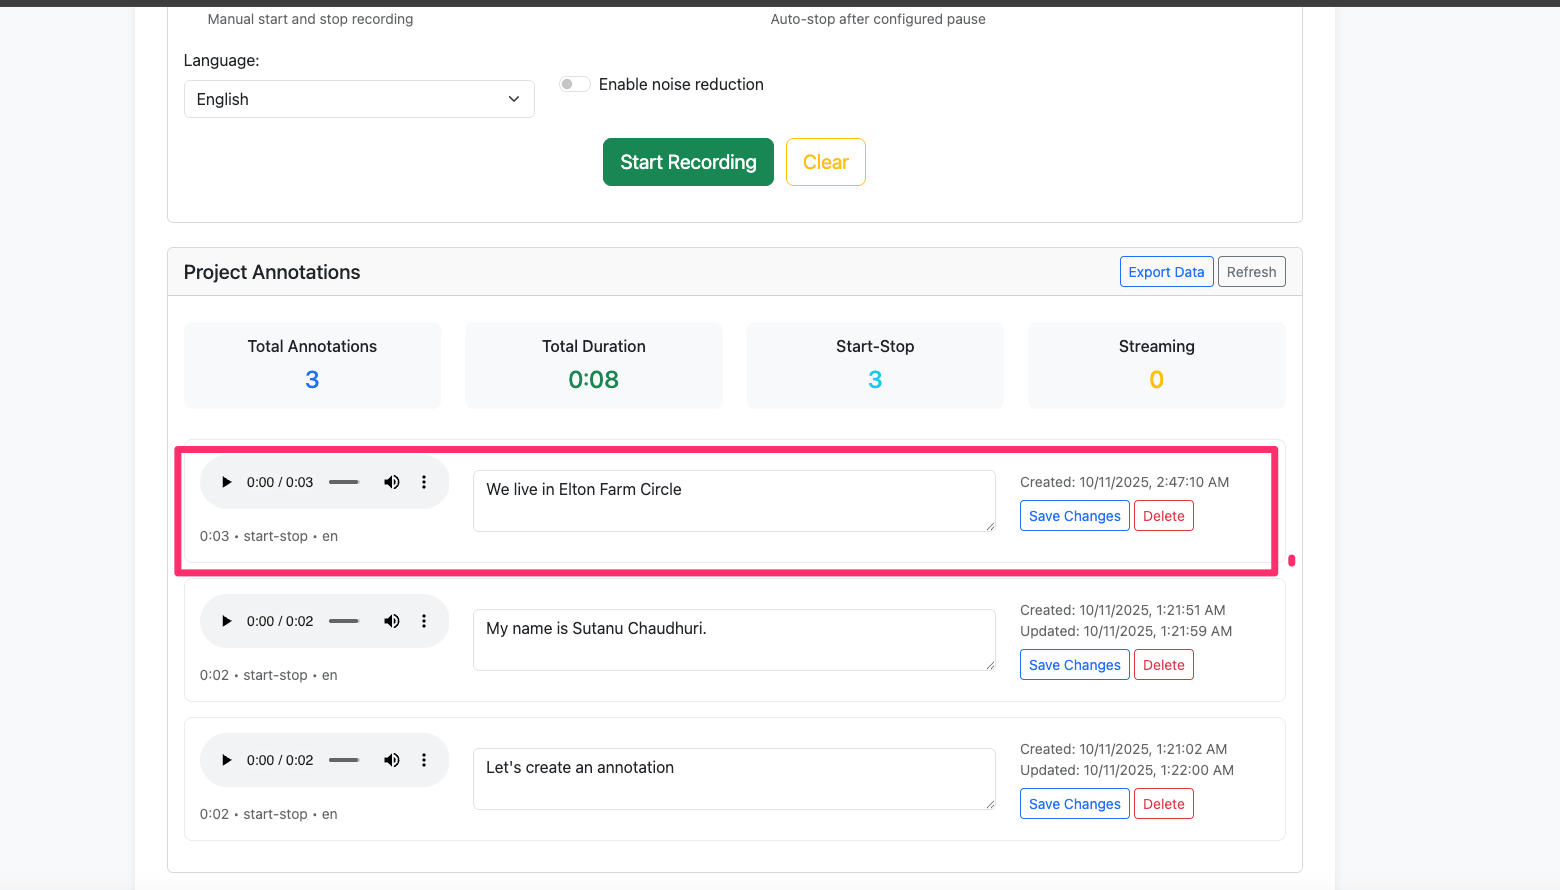 Manual start and stop recording
Auto-stop after configured pause
Language:
English
Enable noise reduction
Start Recording
Clear
Project Annotations
Export Data
Refresh
Total Annotations
3
Total Duration
0:08
Start-Stop
3
Streaming
0
0:00 / 0:03
0:03 • start-stop • en
We live in Elton Farm Circle
Created: 10/11/2025, 2:47:10 AM
Save Changes
Delete
0:00 / 0:02
0:02 • start-stop • en
My name is Sutanu Chaudhuri.
Created: 10/11/2025, 1:21:51 AM
Updated: 10/11/2025, 1:21:59 AM
Save Changes
Delete
0:00 / 0:02
0:02 • start-stop • en
Let's create an annotation
Created: 10/11/2025, 1:21:02 AM
Updated: 10/11/2025, 1:22:00 AM
Save Changes
Delete